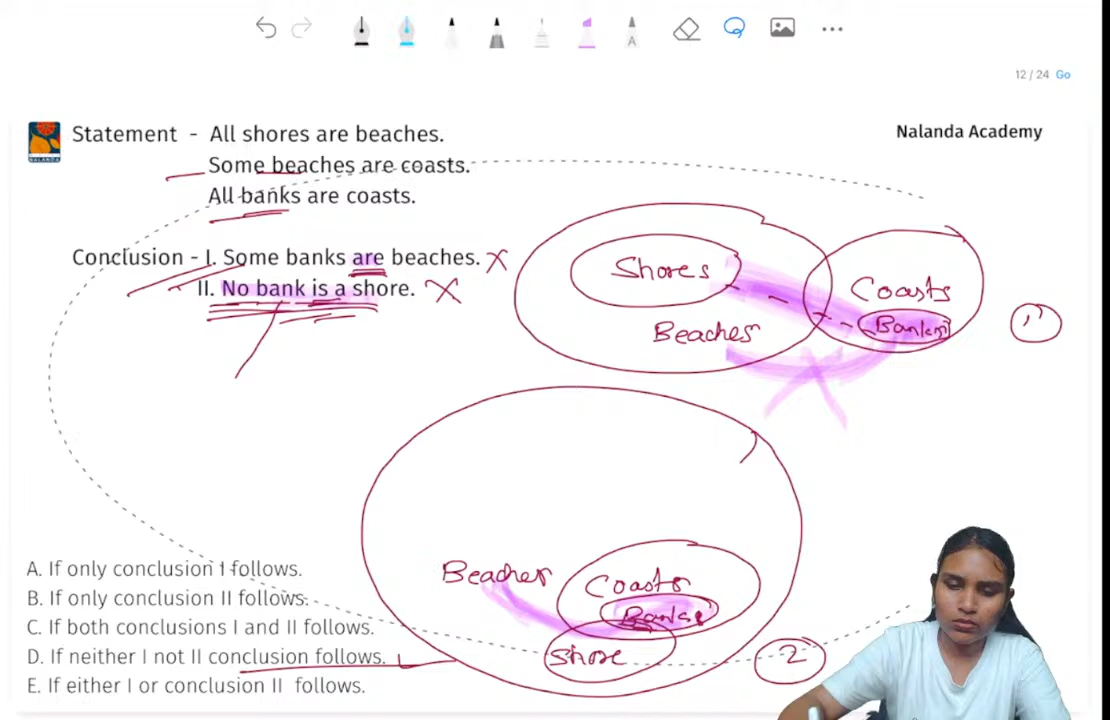 12 / 24 Go
Nalanda Academy
NALANDA
Statement - All shores are beaches.
Some beaches are coasts.
All banks are coasts.
Conclusion - I. Some banks are beaches. X
II. No bank is a shore. X
Shores
Beaches
Coasts
Banks
1
Beaches
Coasts
Banks
Shore
2
A. If only conclusion I follows.
B. If only conclusion II follows.
C. If both conclusions I and II follows.
D. If neither I not II conclusion follows.
E. If either I or conclusion II follows.